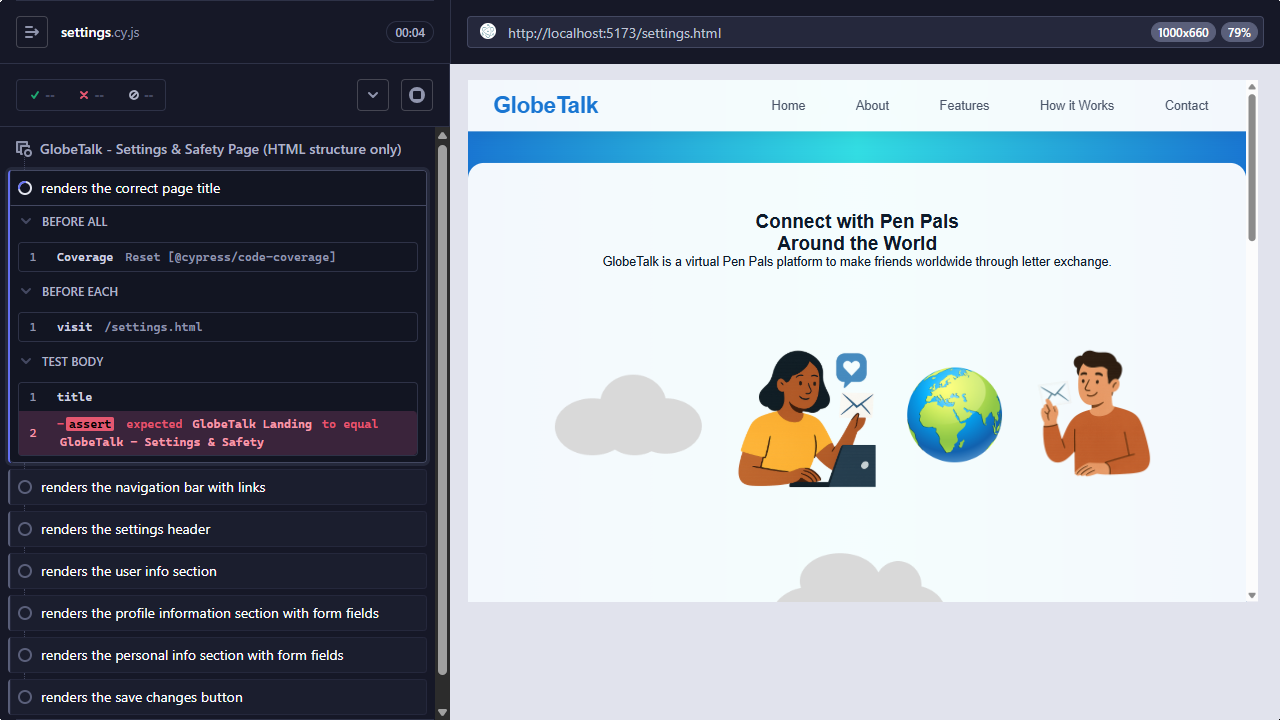 settings.cy.js
00:04
-- -- --
GlobeTalk - Settings & Safety Page (HTML structure only)
renders the correct page title
BEFORE ALL
1 Coverage Reset [@cypress/code-coverage]
BEFORE EACH
1 visit /settings.html
TEST BODY
1 title
2 -assert expected GlobeTalk Landing to equal
GlobeTalk - Settings & Safety
renders the navigation bar with links
renders the settings header
renders the user info section
renders the profile information section with form fields
renders the personal info section with form fields
renders the save changes button
http://localhost:5173/settings.html
1000x660 79%
GlobeTalk
Home About Features How it Works Contact
Connect with Pen Pals
Around the World
GlobeTalk is a virtual Pen Pals platform to make friends worldwide through letter exchange.